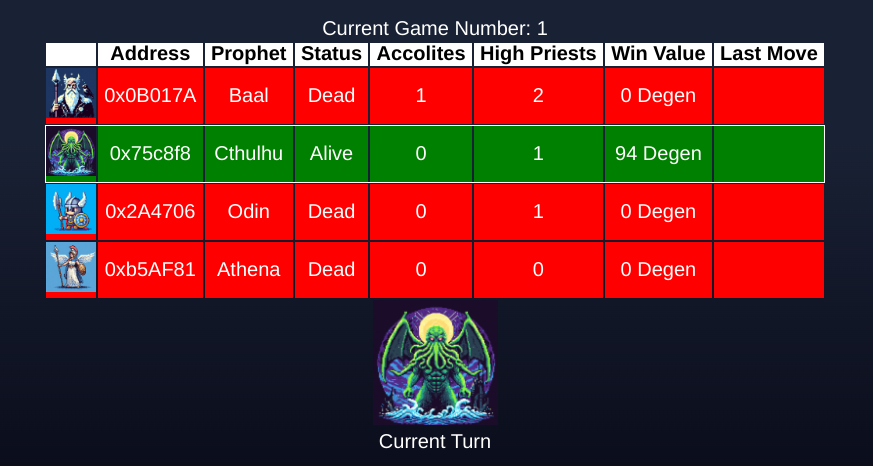 Current Game Number: 1
Address Prophet Status Accolites High Priests Win Value Last Move
0x0B017A Baal Dead 1 2 0 Degen
0x75c8f8 Cthulhu Alive 0 1 94 Degen
0x2A4706 Odin Dead 0 1 0 Degen
0xb5AF81 Athena Dead 0 0 0 Degen
Current Turn